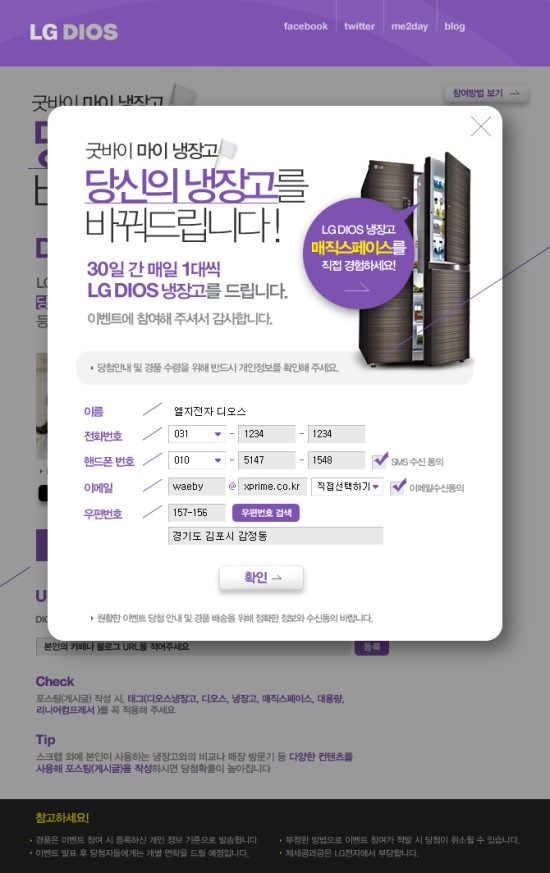 LG DIOS
facebook
twitter
me2day
blog
굿바이 마이 냉장고
참여방법 보기
굿바이 마이 냉장고
당신의 냉장고를
바꿔드립니다!
30일 간 매일 1대씩
LG DIOS 냉장고를 드립니다.
이벤트에 참여해 주셔서 감사합니다.
LG DIOS 냉장고
매직스페이스를
직접 경험하세요!
당첨안내 및 경품 수령을 위해 반드시 개인정보를 확인해 주세요.
이름 엘지전자 디오스
전화번호 031 - 1234 - 1234
핸드폰 번호 010 - 5147 - 1548 SMS 수신 동의
이메일 waeby @ xprime.co.kr 직접선택하기 이메일수신동의
우편번호 157-156 우편번호 검색
경기도 김포시 감정동
확인
원활한 이벤트 당첨 안내 및 경품 배송을 위해 정확한 정보와 수신동의 바랍니다.
본인의 카페나 블로그 URL을 적어주세요 등록
Check
포스팅(게시글) 작성 시, 태그(디오스냉장고, 디오스, 냉장고, 매직스페이스, 대용량,
리니어컴프레서 )를 꼭 적용해 주세요
Tip
스크랩 외에 본인이 사용하는 냉장고와의 비교나 매장 방문기 등 다양한 컨텐츠를
사용해 포스팅(게시글)을 작성하시면 당첨확률이 높아집니다
참고하세요!
경품은 이벤트 참여 시 등록하신 개인 정보 기준으로 발송됩니다
이벤트 발표 후 당첨자들에게는 개별 연락을 드릴 예정입니다.
부정한 방법으로 이벤트 참여가 적발 시 당첨이 취소될 수 있습니다.
제세공과금은 LG전자에서 부담합니다.